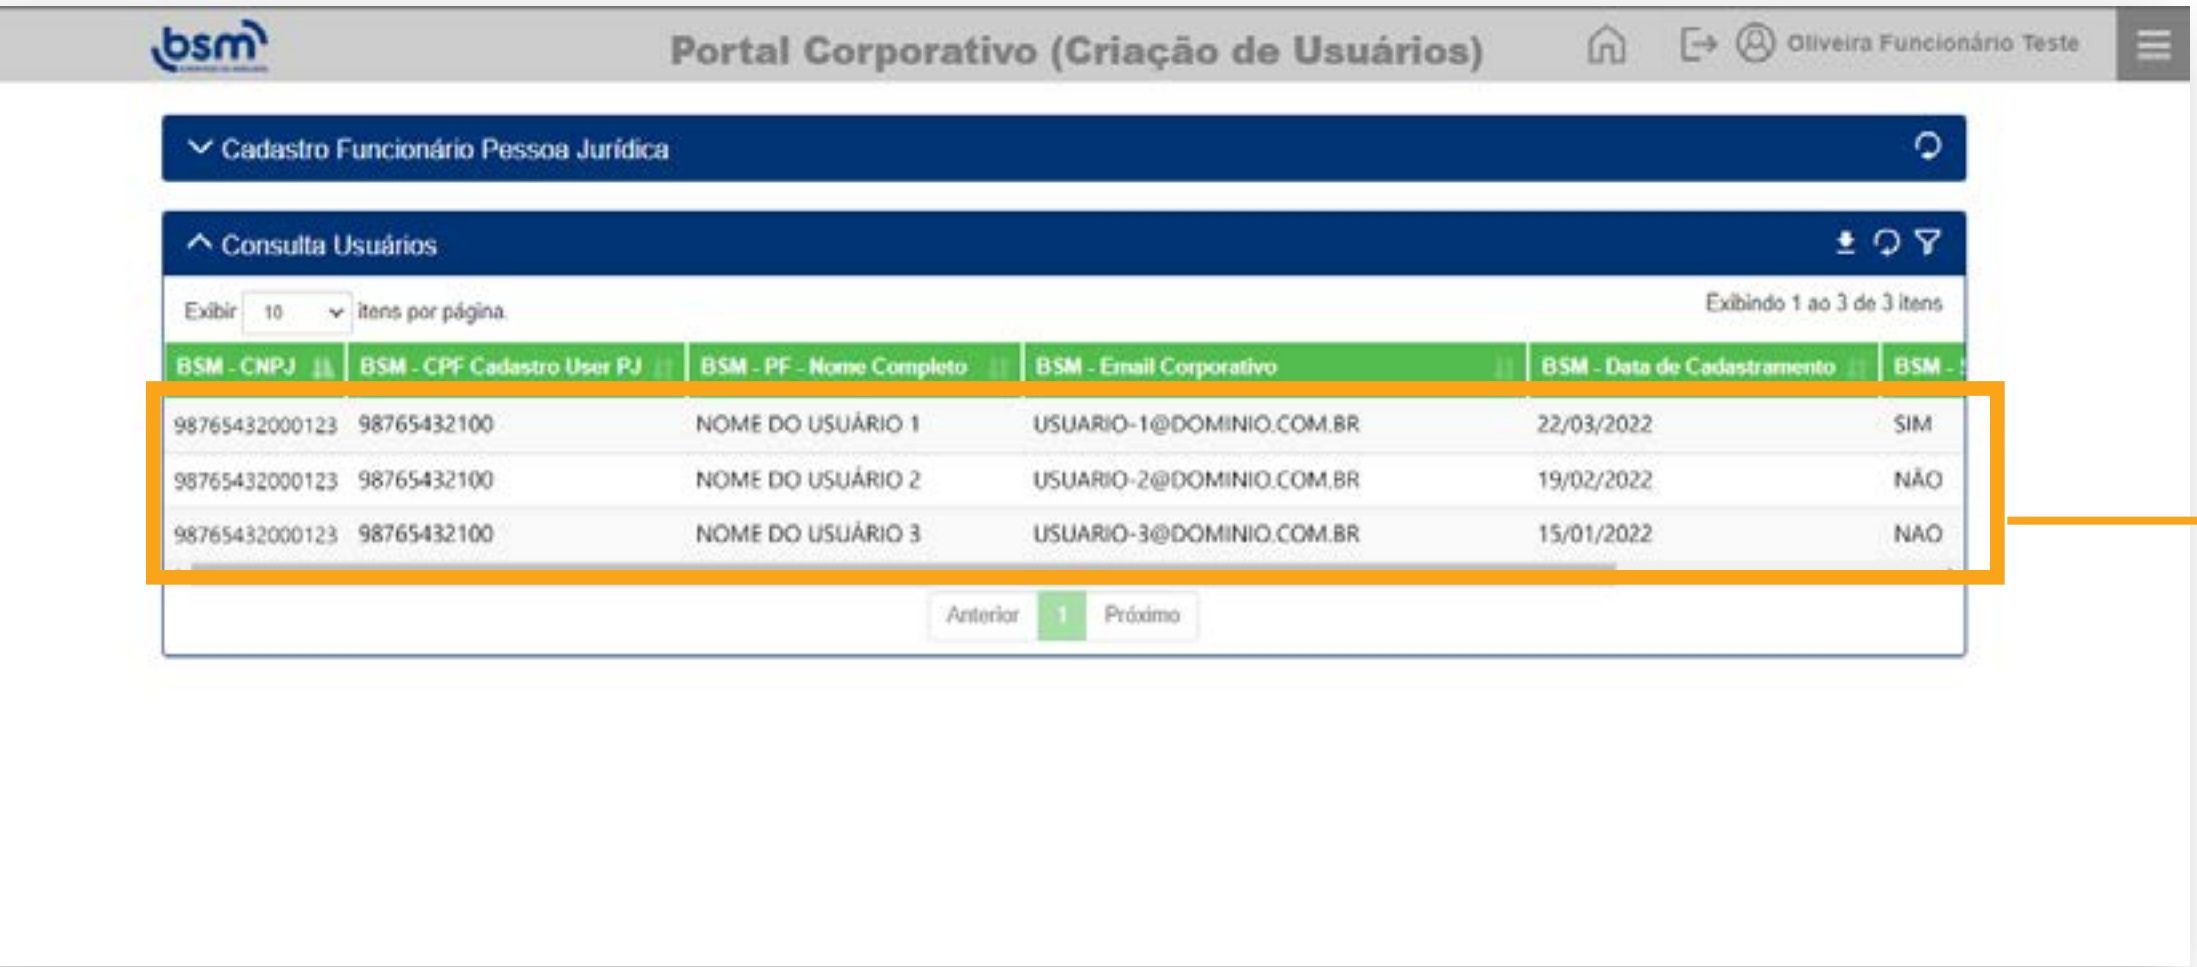 bsm
Portal Corporativo (Criação de Usuários)
Oliveira Funcionário Teste
Cadastro Funcionário Pessoa Jurídica
Consulta Usuários
Exibir 10 itens por página.
Exibindo 1 ao 3 de 3 itens
BSM - CNPJ BSM - CPF Cadastro User PJ BSM - PF - Nome Completo BSM - Email Corporativo BSM - Data de Cadastramento BSM -
98765432000123 98765432100 NOME DO USUÁRIO 1 USUARIO-1@DOMINIO.COM.BR 22/03/2022 SIM
98765432000123 98765432100 NOME DO USUÁRIO 2 USUARIO-2@DOMINIO.COM.BR 19/02/2022 NÃO
98765432000123 98765432100 NOME DO USUÁRIO 3 USUARIO-3@DOMINIO.COM.BR 15/01/2022 NAO
Anterior 1 Próximo